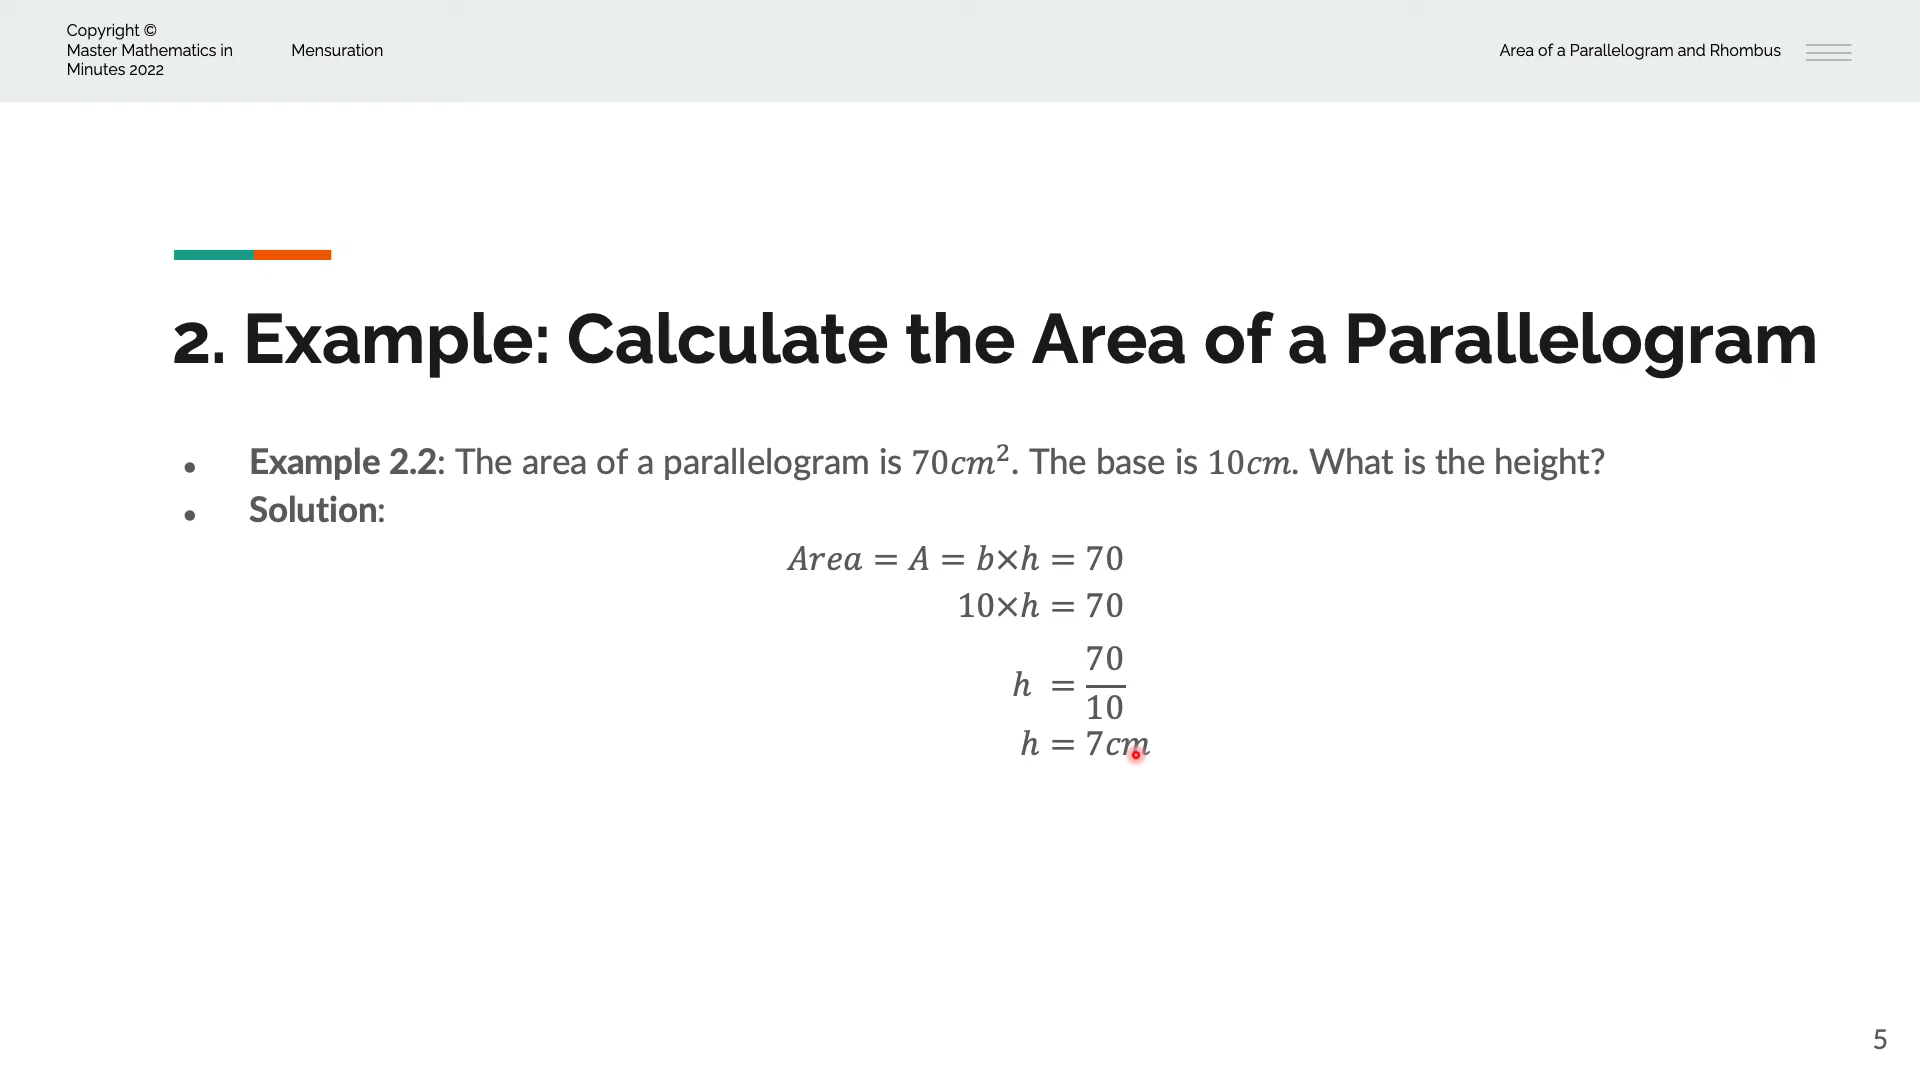 Copyright ©
Master Mathematics in
Minutes 2022
Mensuration
Area of a Parallelogram and Rhombus
2. Example: Calculate the Area of a Parallelogram
● Example 2.2: The area of a parallelogram is 70cm². The base is 10cm. What is the height?
● Solution:
Area = A = b×h = 70
10×h = 70
h = 70/10
h = 7cm
5